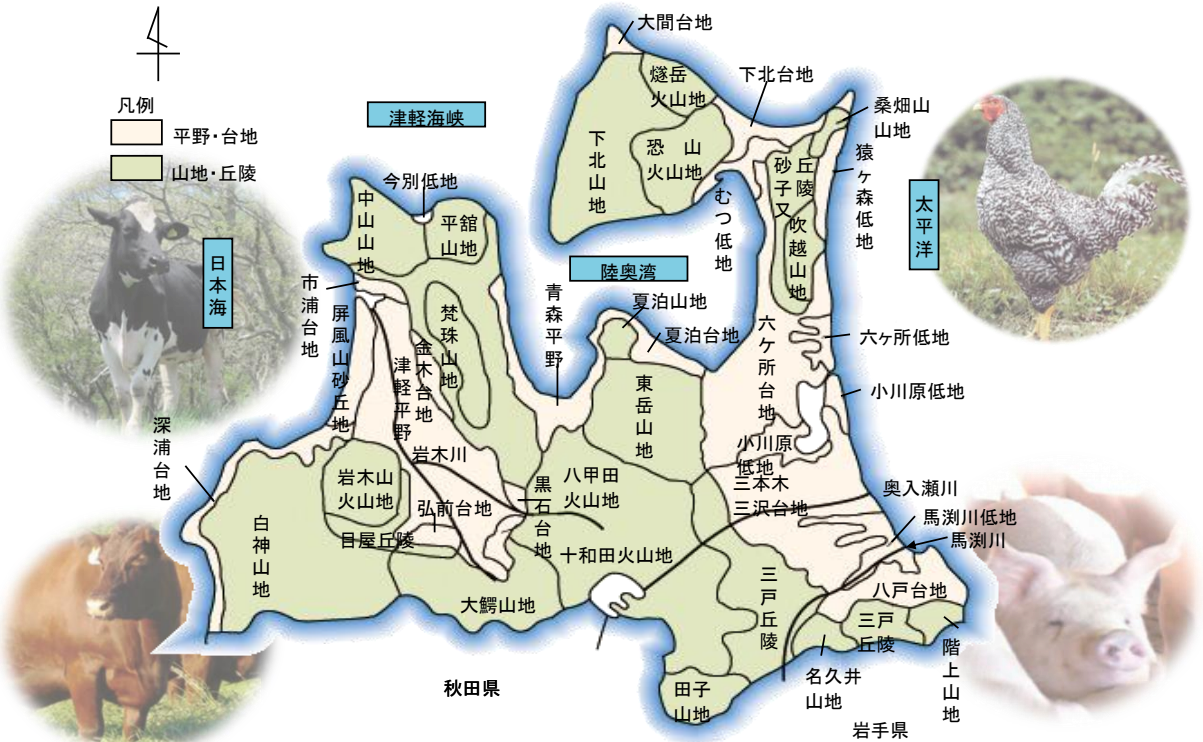 大間台地
燧岳
火山地
下北台地
桑畑山
山地
凡例
平野・台地
山地・丘陵
津軽海峡
下北山地
恐山
火山地
砂子又
丘陵
吹越山地
猿ヶ森低地
太平洋
むつ低地
今別低地
中山山地
平舘
山地
日本海
陸奥湾
市浦台地
屏風山砂丘地
津軽平野
金木台地
梵珠山地
青森平野
夏泊山地
夏泊台地
六ヶ所台地
六ヶ所低地
小川原低地
東岳山地
小川原
低地
深浦台地
岩木川
岩木山
火山地
黒石台地
八甲田
火山地
三本木
三沢台地
奥入瀬川
弘前台地
目屋丘陵
白神山地
馬渕川低地
馬渕川
十和田火山地
大鰐山地
三戸丘陵
八戸台地
三戸
丘陵
階上山地
名久井
山地
田子
山地
秋田県
岩手県